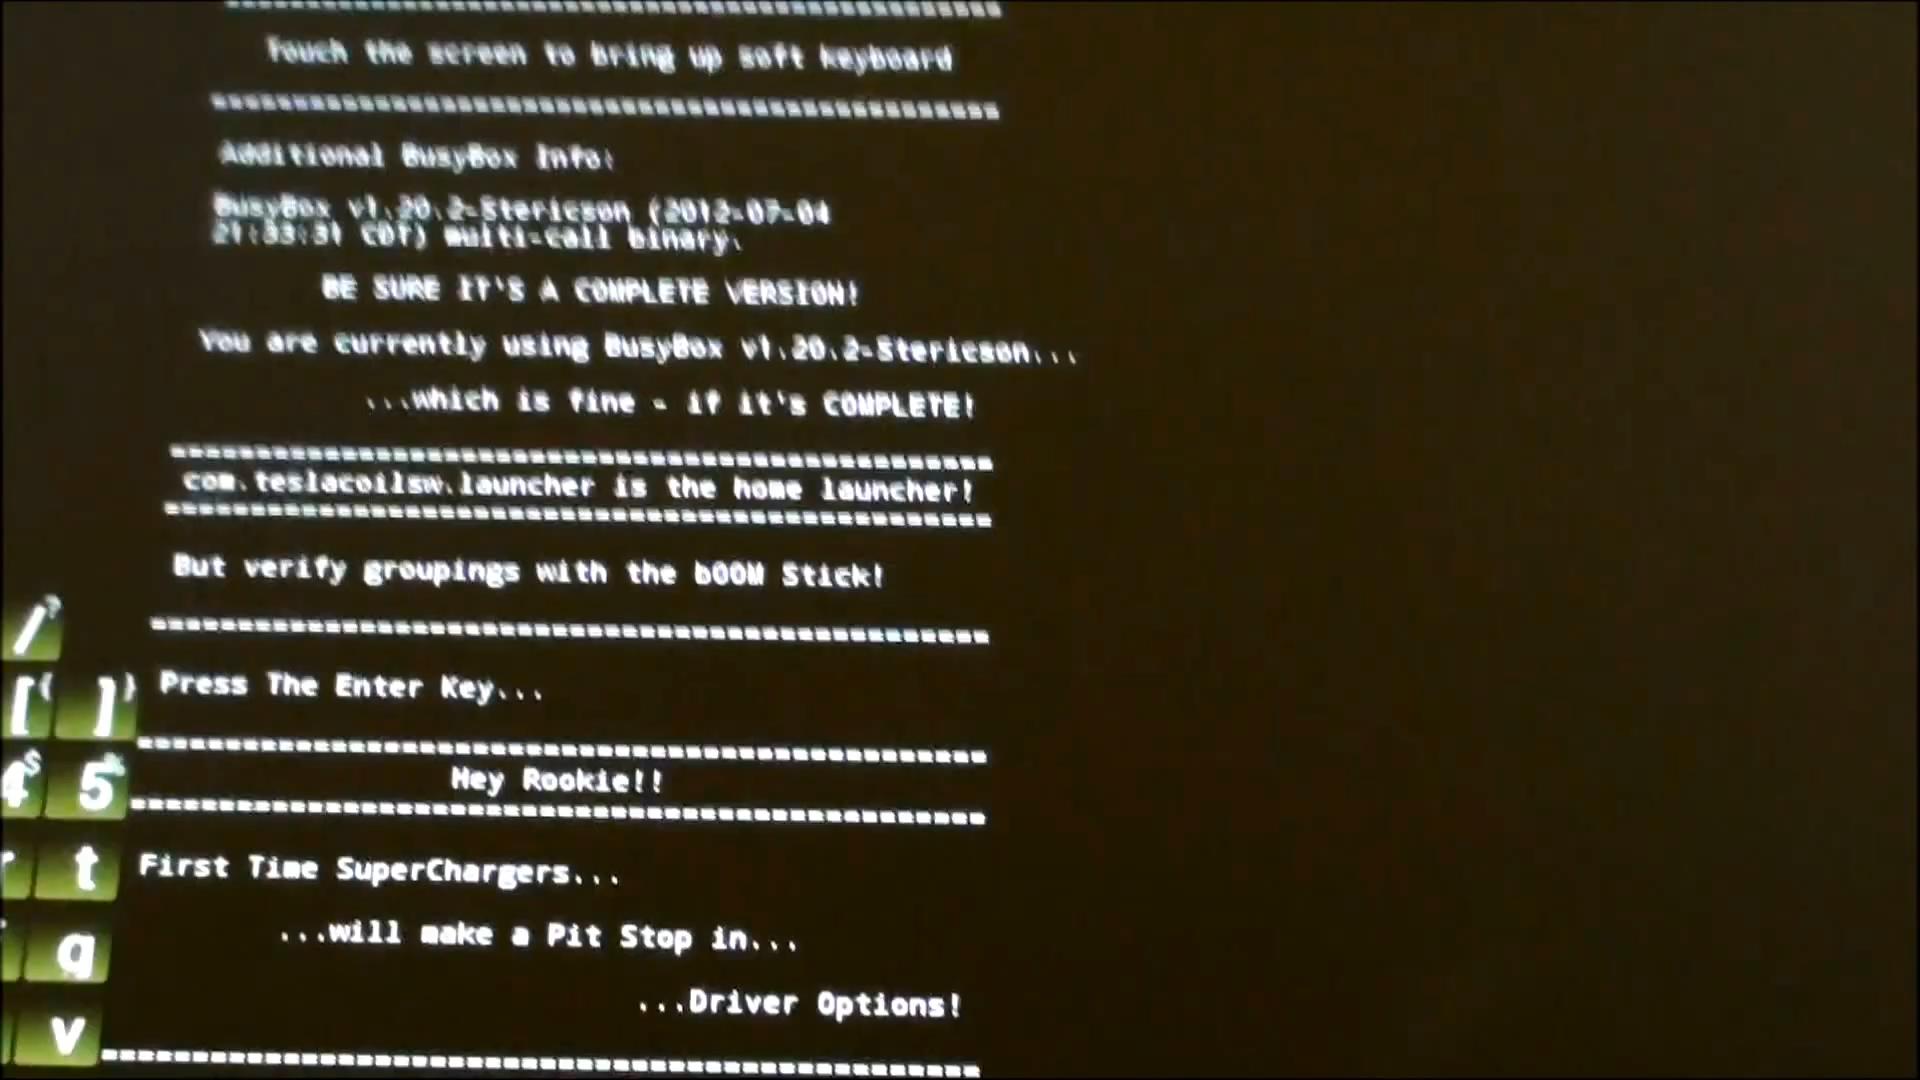 =================================================
Touch the screen to bring up soft keyboard
=================================================
Additional BusyBox Info:
BusyBox v1.20.2-Stericson (2012-07-04
21:33:31 CDT) multi-call binary.
BE SURE IT'S A COMPLETE VERSION!
You are currently using BusyBox v1.20.2-Stericson...
...which is fine - if it's COMPLETE!
=================================================
com.teslacoilsw.launcher is the home launcher!
=================================================
But verify groupings with the bOOM Stick!
=================================================
Press The Enter Key...
=================================================
Hey Rookie!!
=================================================
First Time SuperChargers...
...will make a Pit Stop in...
...Driver Options!
=================================================
/ ?
[ { ] }
4 $ 5
t
g
v